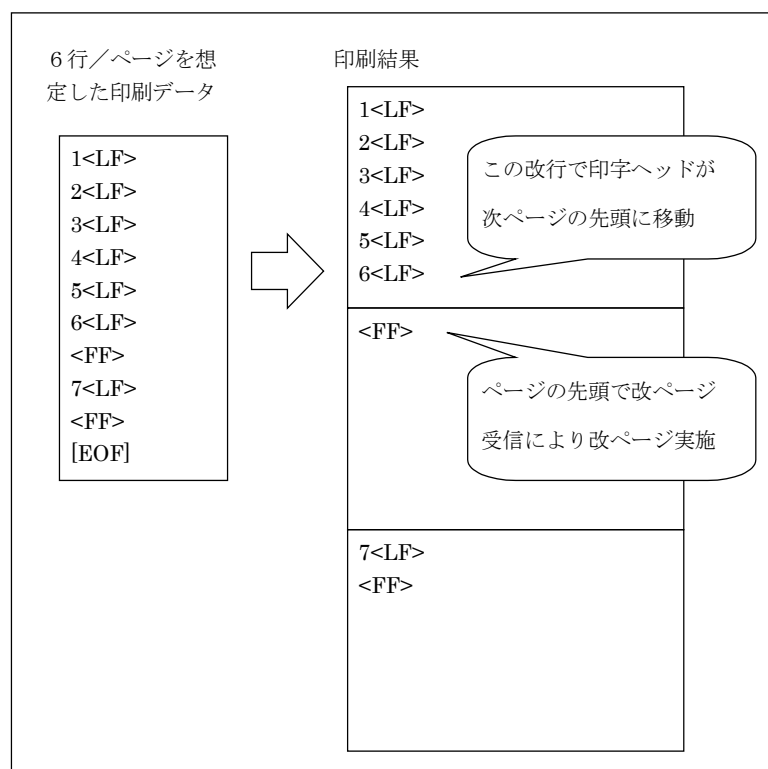 ６行／ページを想
定した印刷データ
1<LF>
2<LF>
3<LF>
4<LF>
5<LF>
6<LF>
<FF>
7<LF>
<FF>
[EOF]
印刷結果
1<LF>
2<LF>
3<LF>
4<LF>
5<LF>
6<LF>
この改行で印字ヘッドが
次ページの先頭に移動
<FF>
ページの先頭で改ページ
受信により改ページ実施
7<LF>
<FF>